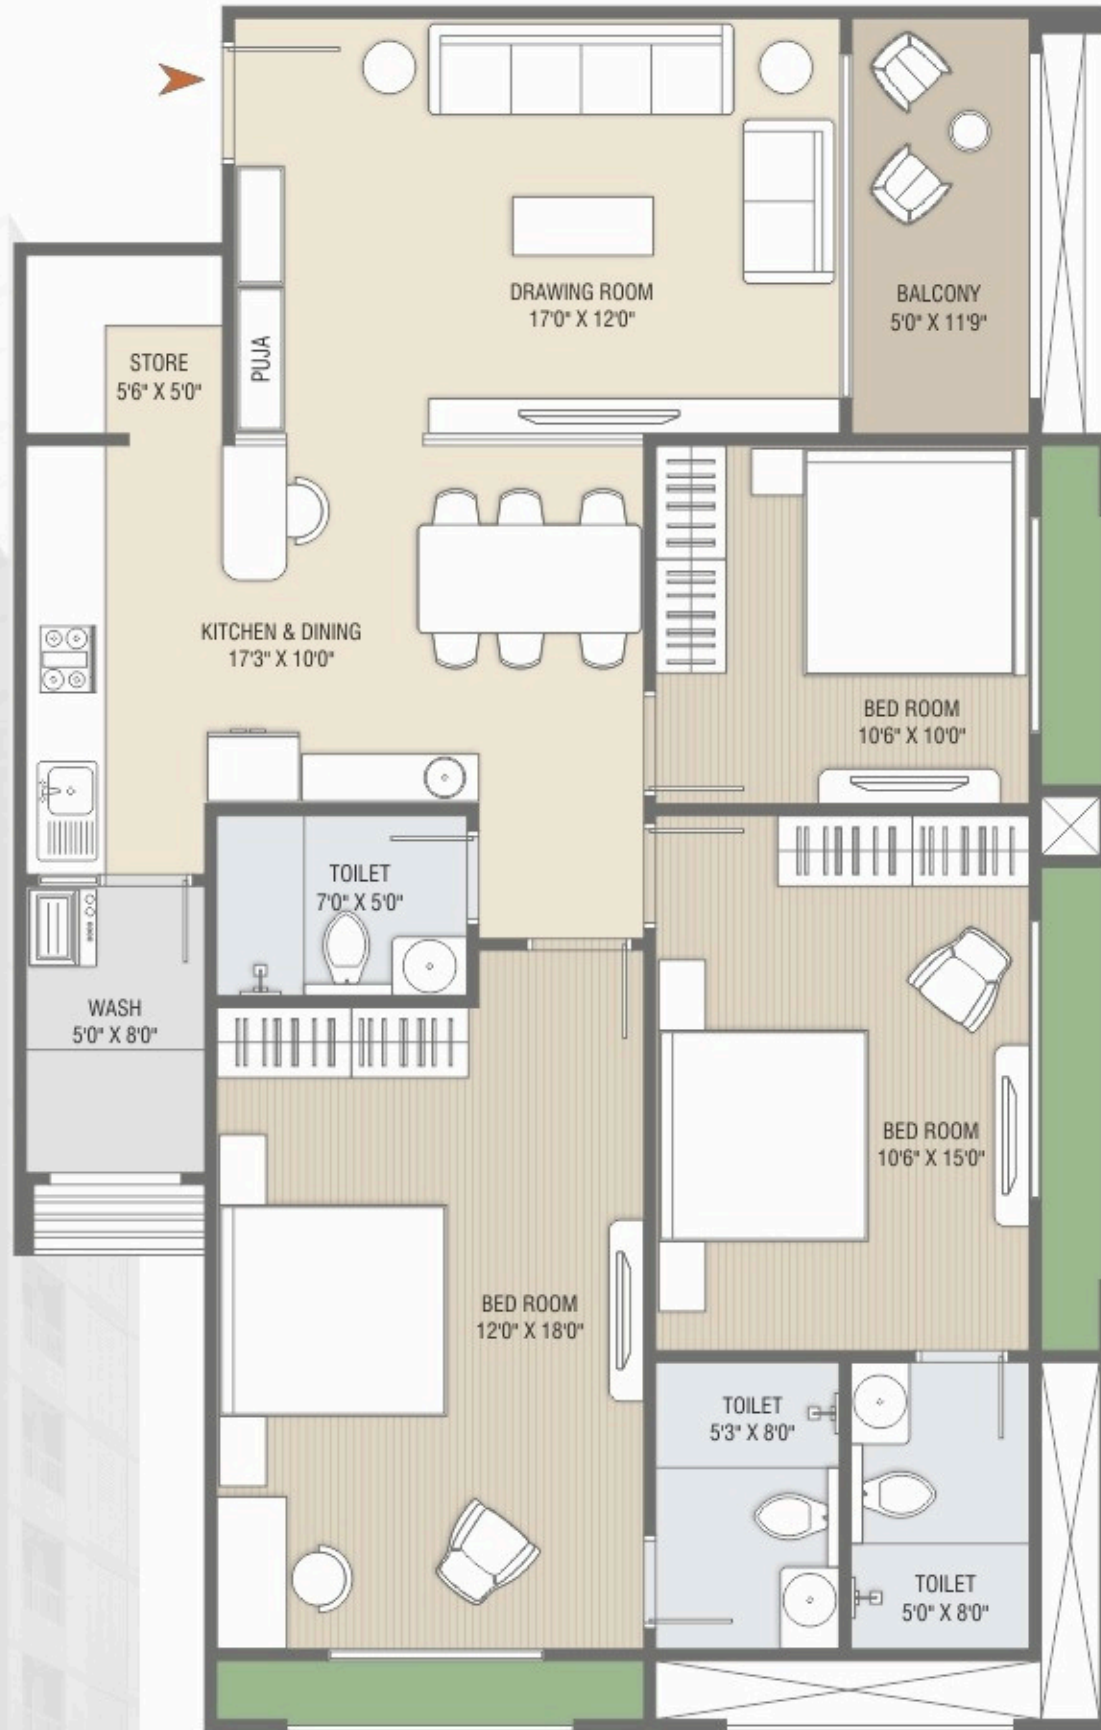 DRAWING ROOM
17'0" X 12'0"
BALCONY
5'0" X 11'9"
STORE
5'6" X 5'0"
PUJA
KITCHEN & DINING
17'3" X 10'0"
BED ROOM
10'6" X 10'0"
TOILET
7'0" X 5'0"
WASH
5'0" X 8'0"
BED ROOM
10'6" X 15'0"
BED ROOM
12'0" X 18'0"
TOILET
5'3" X 8'0"
TOILET
5'0" X 8'0"